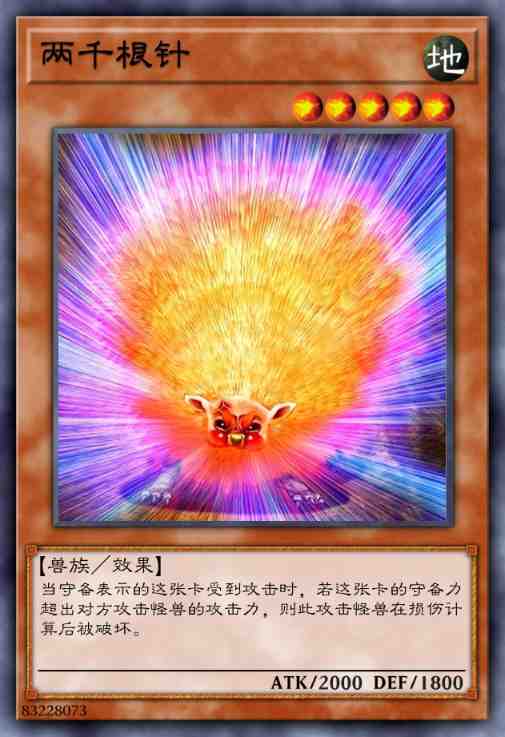 两千根针
地
【兽族／效果】
当守备表示的这张卡受到攻击时，若这张卡的守备力
超出对方攻击怪兽的攻击力，则此攻击怪兽在损伤计
算后被破坏。
ATK/2000 DEF/1800
83228073